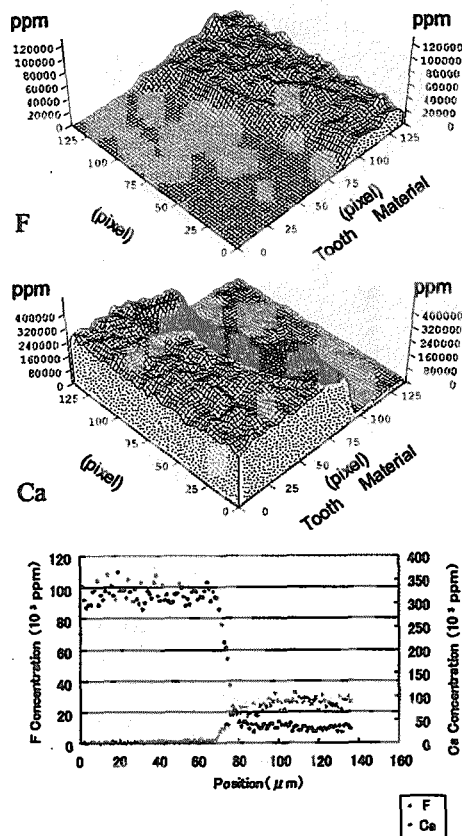 ppm ppm
120000 120000
100000 100000
80000 80000
60000 60000
40000 40000
20000 20000
0 0
125 125
100 100
75 75
50 50
25 25
0 0
(pixel) (pixel)
F Tooth Material
ppm ppm
400000 400000
320000 320000
240000 240000
160000 160000
80000 80000
0 0
125 125
100 100
75 75
50 50
25 25
0 0
(pixel) (pixel)
Ca Tooth Material
120 400
100 350
80 300
60 250
40 200
20 150
0 100
50
0
F Concentration (10³ ppm)
Ca Concentration (10³ ppm)
0 20 40 60 80 100 120 140 160
Position(μm)
F
Ca